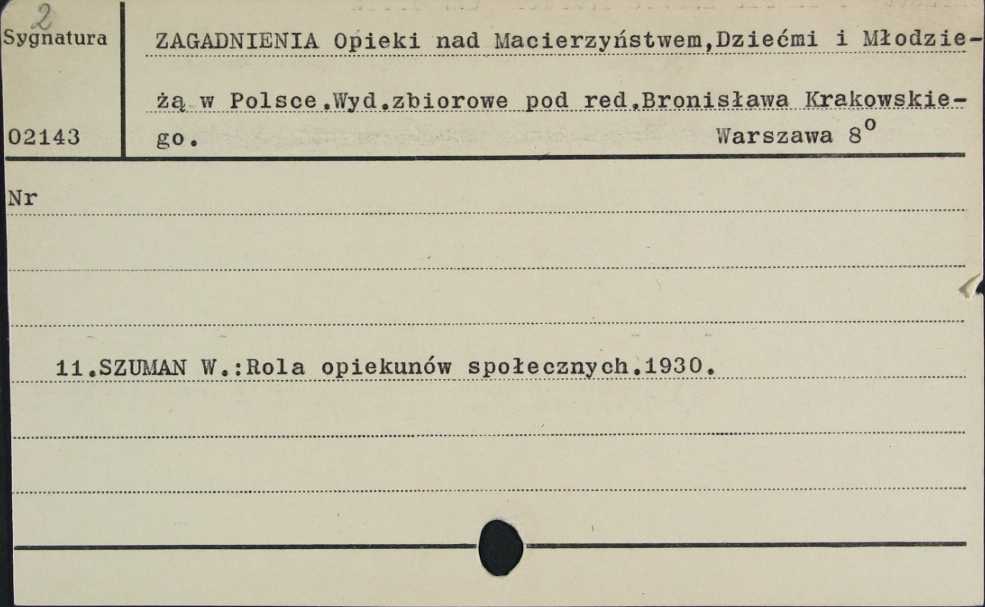 2
Sygnatura
ZAGADNIENIA Opieki nad Macierzyństwem,Dziećmi i Młodzie-
żą w Polsce.Wyd.zbiorowe pod red.Bronisława Krakowskie-
02143 go. Warszawa 8o
Nr
11.SZUMAN W.:Rola opiekunów społecznych.1930.